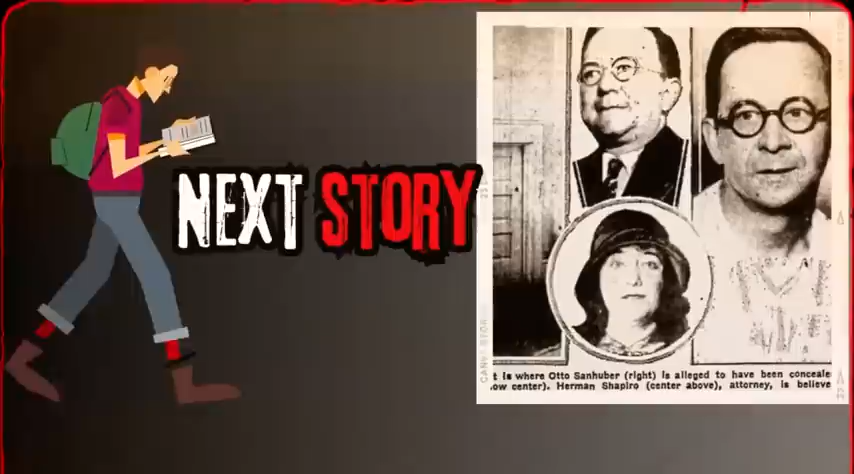 NEXT STORY
t is where Otto Sanhuber (right) is alleged to have been conceale
ow center). Herman Shapiro (center above), attorney, is believe